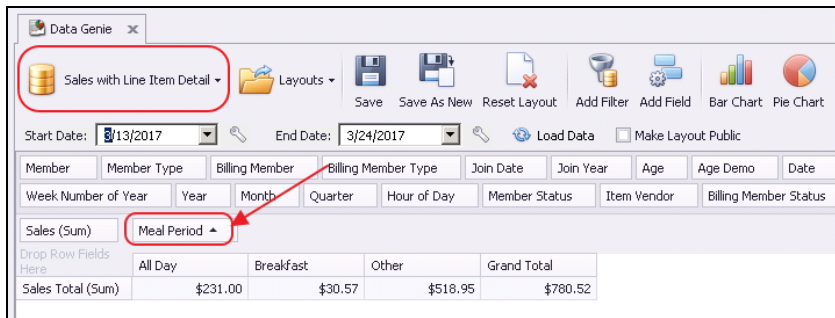 Data Genie x
Sales with Line Item Detail Layouts Save Save As New Reset Layout Add Filter Add Field Bar Chart Pie Chart
Start Date: 3/13/2017 End Date: 3/24/2017 Load Data Make Layout Public
Member Member Type Billing Member Billing Member Type Join Date Join Year Age Age Demo Date
Week Number of Year Year Month Quarter Hour of Day Member Status Item Vendor Billing Member Status
Sales (Sum) Meal Period
Drop Row Fields Here All Day Breakfast Other Grand Total
Sales Total (Sum) $231.00 $30.57 $518.95 $780.52